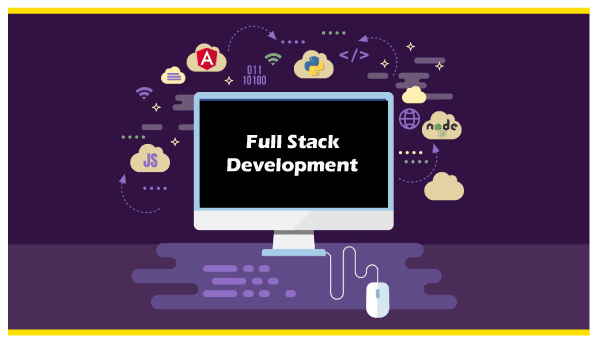 A
011
10100
</>
node
JS
Full Stack
Development